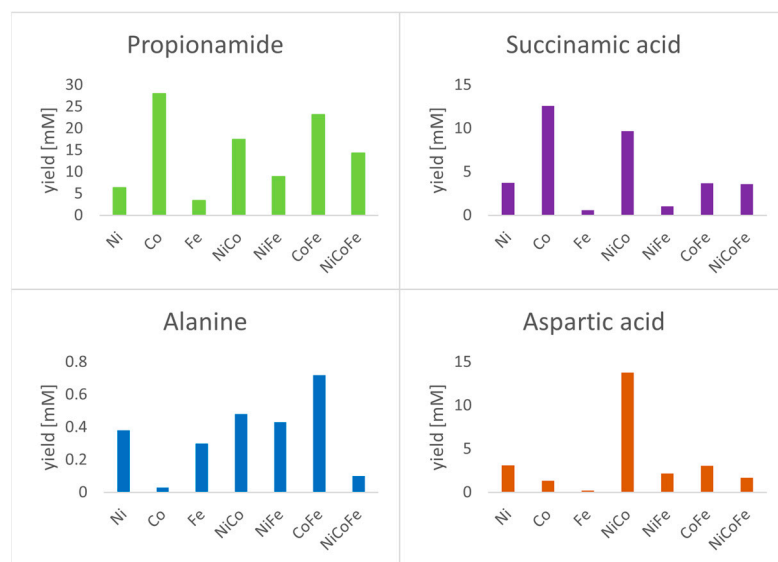 Propionamide
yield [mM]
30
25
20
15
10
5
0
Ni
Co
Fe
NiCo
NiFe
CoFe
NiCoFe
Succinamic acid
yield [mM]
15
10
5
0
Ni
Co
Fe
NiCo
NiFe
CoFe
NiCoFe
Alanine
yield [mM]
0.8
0.6
0.4
0.2
0
Ni
Co
Fe
NiCo
NiFe
CoFe
NiCoFe
Aspartic acid
yield [mM]
15
10
5
0
Ni
Co
Fe
NiCo
NiFe
CoFe
NiCoFe